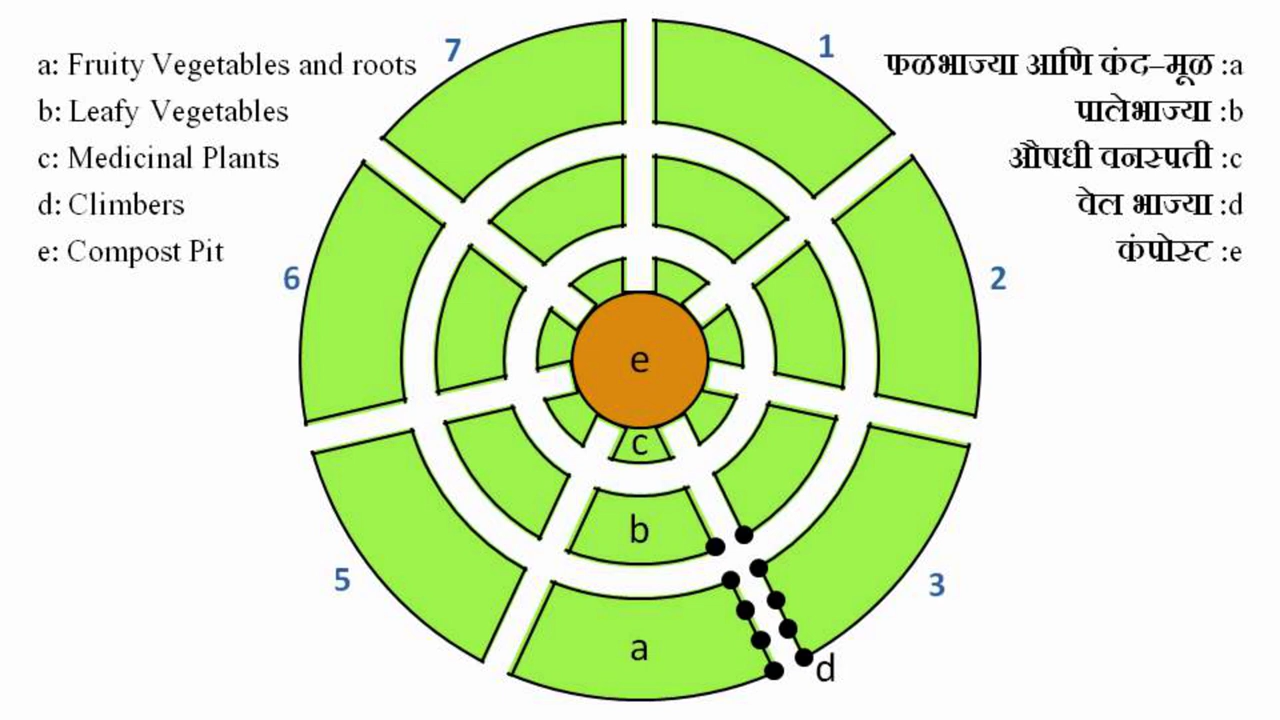 a: Fruity Vegetables and roots
b: Leafy Vegetables
c: Medicinal Plants
d: Climbers
e: Compost Pit
फळभाज्या आणि कंद–मूळ :a
पालेभाज्या :b
औषधी वनस्पती :c
वेल भाज्या :d
कंपोस्ट :e
7
1
6
2
e
c
b
5
3
a
d